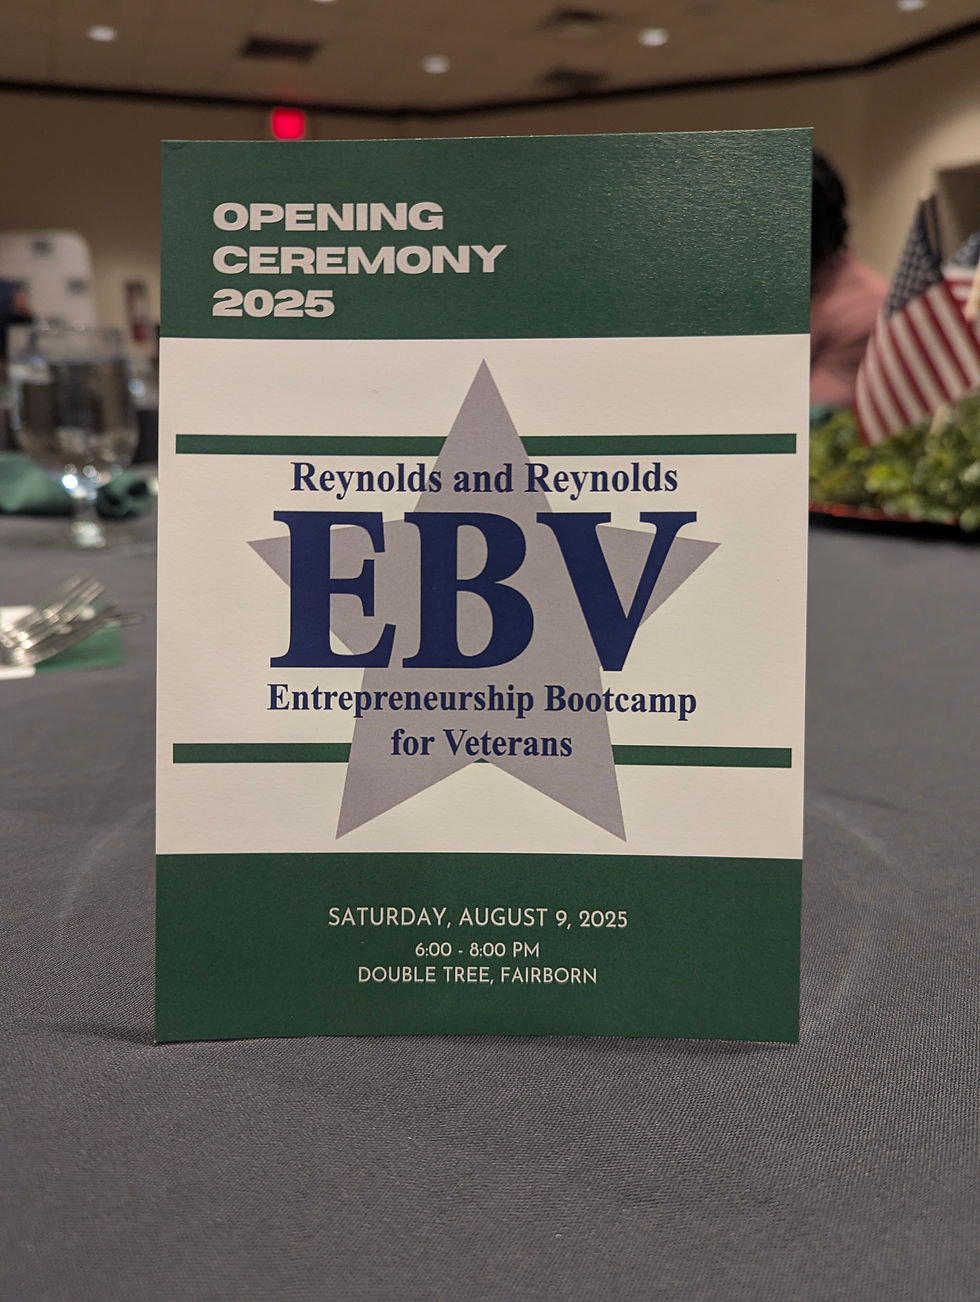 OPENING
CEREMONY
2025
Reynolds and Reynolds
EBV
Entrepreneurship Bootcamp
for Veterans
SATURDAY, AUGUST 9, 2025
6:00 - 8:00 PM
DOUBLE TREE, FAIRBORN